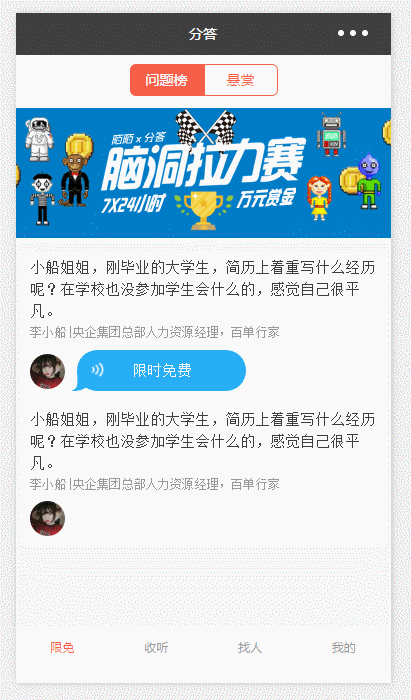 分答
问题榜 悬赏
陌陌 x 分答
脑洞拉力赛
7X24小时 万元赏金
小船姐姐，刚毕业的大学生，简历上着重写什么经历
呢？在学校也没参加学生会什么的，感觉自己很平
凡。
李小船|央企集团总部人力资源经理，百单行家
限时免费
小船姐姐，刚毕业的大学生，简历上着重写什么经历
呢？在学校也没参加学生会什么的，感觉自己很平
凡。
李小船|央企集团总部人力资源经理，百单行家
限免 收听 找人 我的